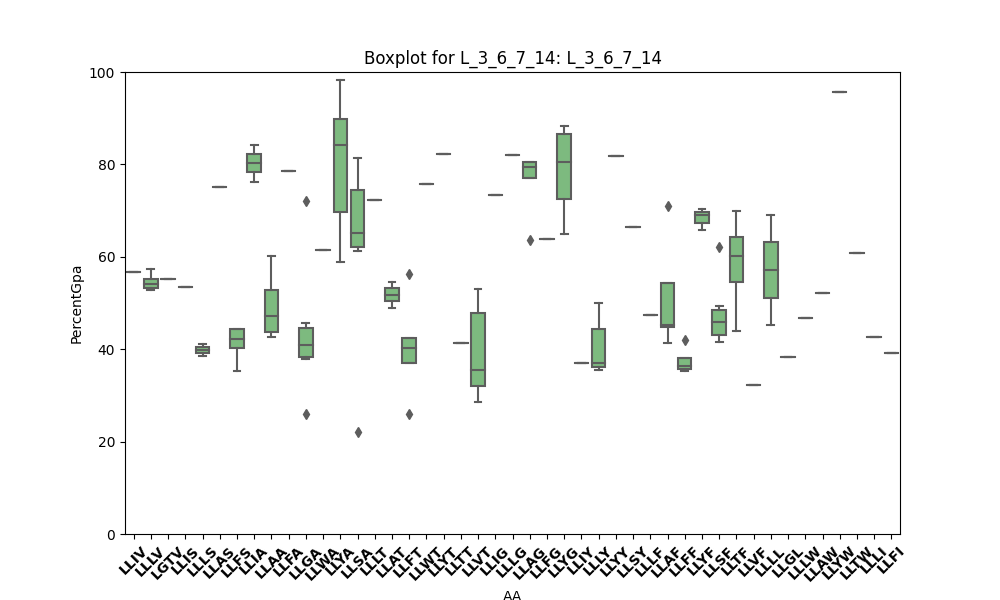 Boxplot for L_3_6_7_14: L_3_6_7_14
PercentGpa
100
80
60
40
20
0
LLIV
LLLV
LGTV
LLIS
LLLS
LLAS
LLFS
LLIA
LLAA
LLFA
LLGA
LLWA
LLYA
LLSA
LLLT
LLAT
LLFT
LLWT
LLYT
LLTT
LLVT
LLIG
LLLG
LLAG
LLFG
LLYG
LLIY
LLLY
LLYY
LLSY
LLLF
LLAF
LLFF
LLYF
LLSF
LLTF
LLVF
LLLL
LLGL
LLLW
LLAW
LLYW
LLTW
LLLI
LLFI
AA